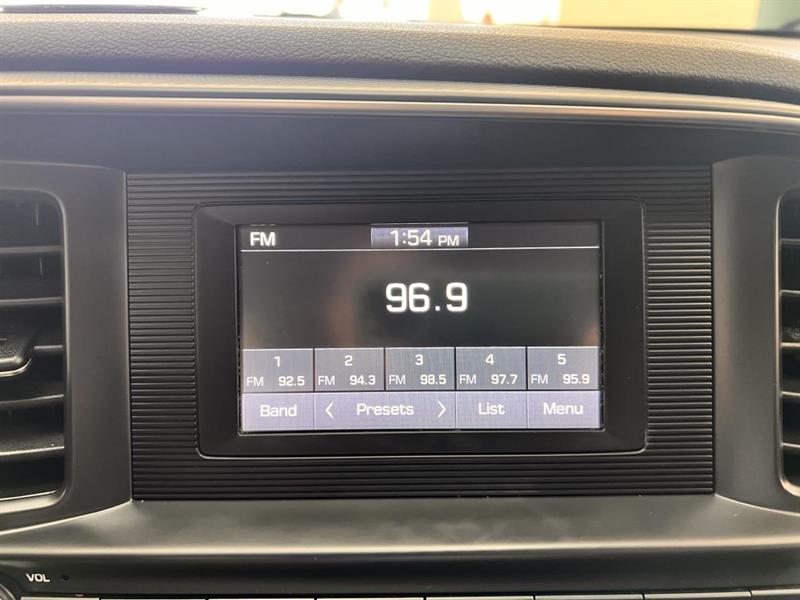 FM 1:54 PM
96.9
1 2 3 4 5
FM 92.5 FM 94.3 FM 98.5 FM 97.7 FM 95.9
Band < Presets > List Menu
VOL